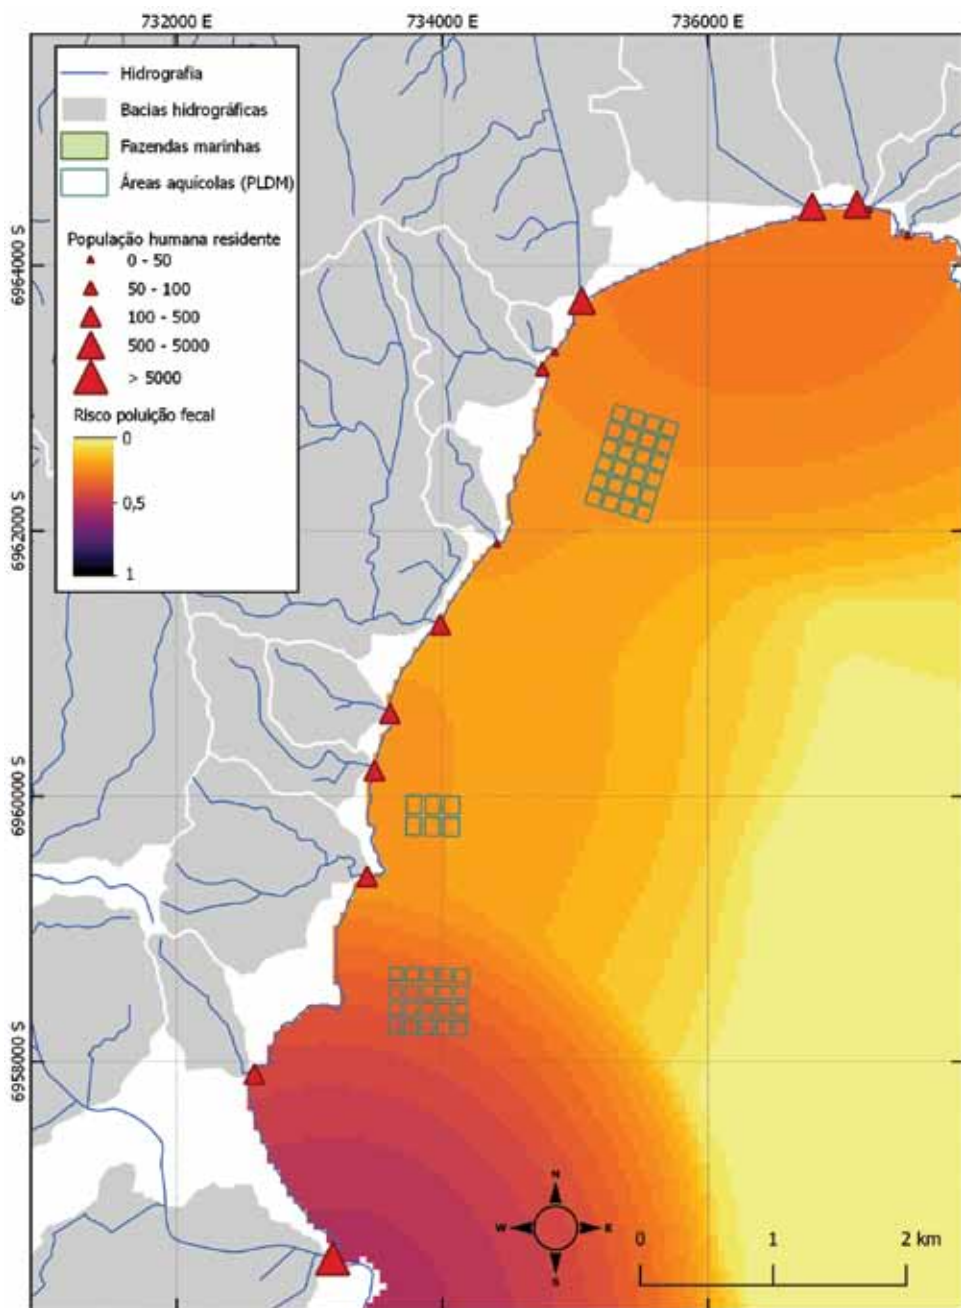 732000 E
734000 E
736000 E
Hidrografia
Bacias hidrográficas
Fazendas marinhas
Áreas aquícolas (PLDM)
População humana residente
0 - 50
50 - 100
100 - 500
500 - 5000
> 5000
Risco poluição fecal
0
0,5
1
6964000 S
6962000 S
6960000 S
6958000 S
N
W
E
S
0
1
2 km